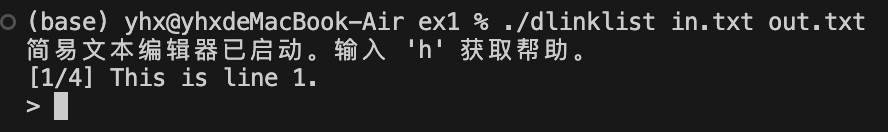 (base) yhx@yhxdeMacBook-Air ex1 % ./dlinklist in.txt out.txt
简易文本编辑器已启动。输入 'h' 获取帮助。
[1/4] This is line 1.
>